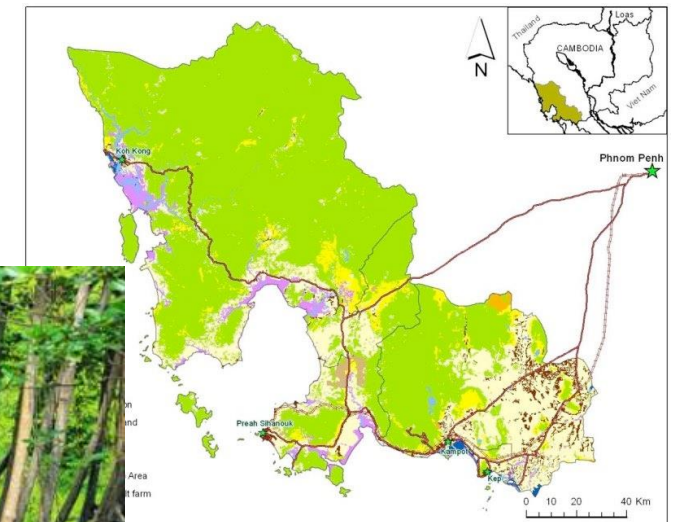 Loas
Thailand
CAMBODIA
Viet Nam
N
Phnom Penh
Koh Kong
Preah Sihanouk
Kampot
Kep
Area
farm
0 10 20 40 Km